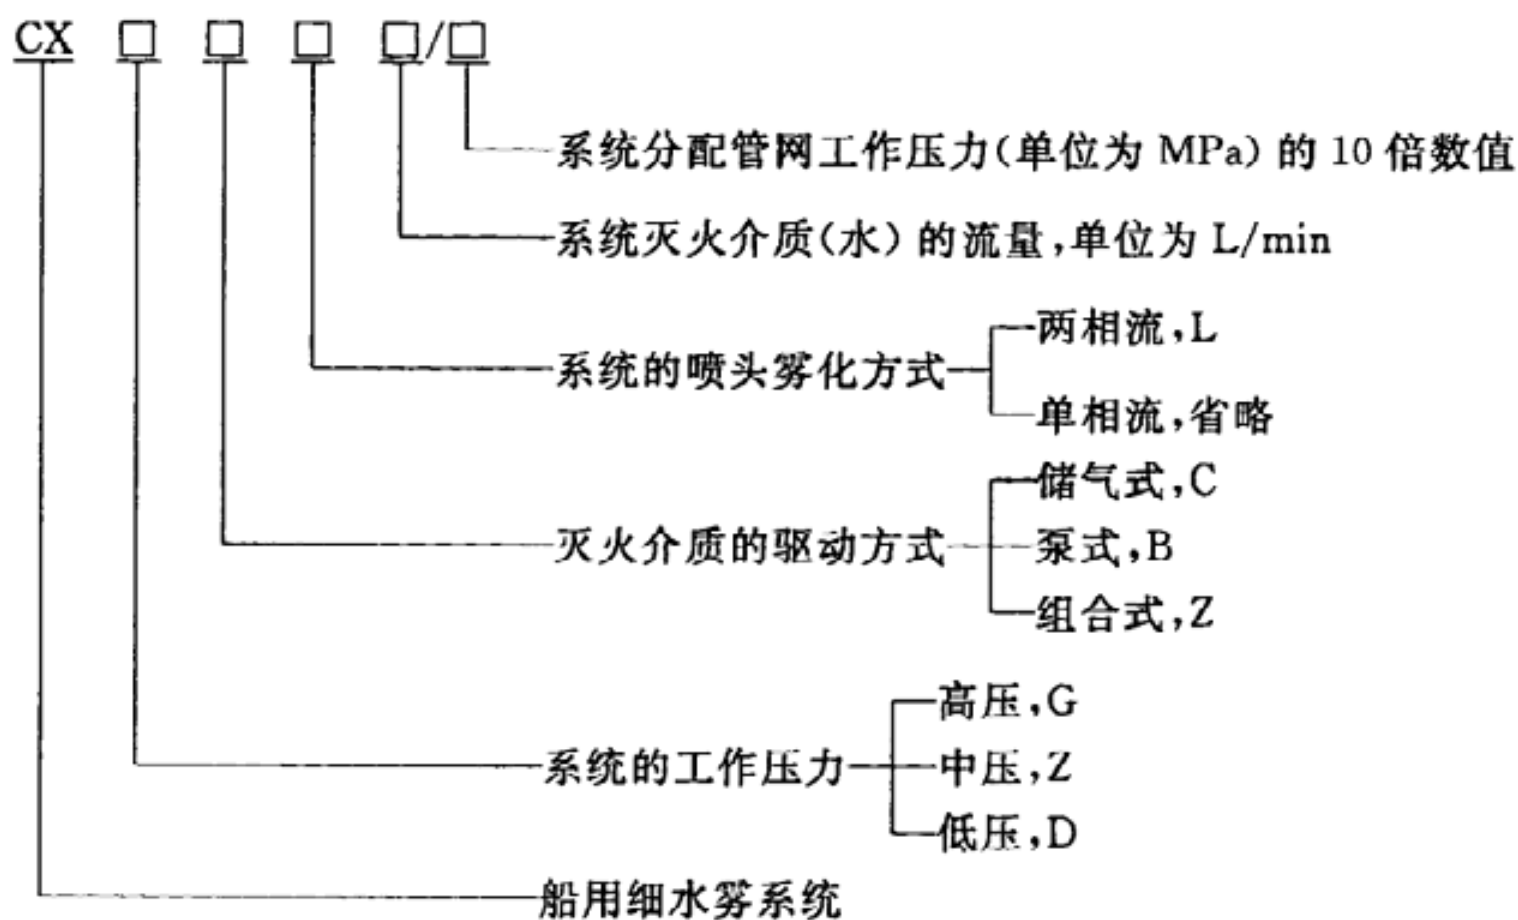 CX □ □ □ □/□
系统分配管网工作压力(单位为 MPa) 的 10 倍数值
系统灭火介质(水) 的流量,单位为 L/min
两相流,L
系统的喷头雾化方式
单相流,省略
储气式,C
灭火介质的驱动方式
泵式,B
组合式,Z
高压,G
系统的工作压力
中压,Z
低压,D
船用细水雾系统